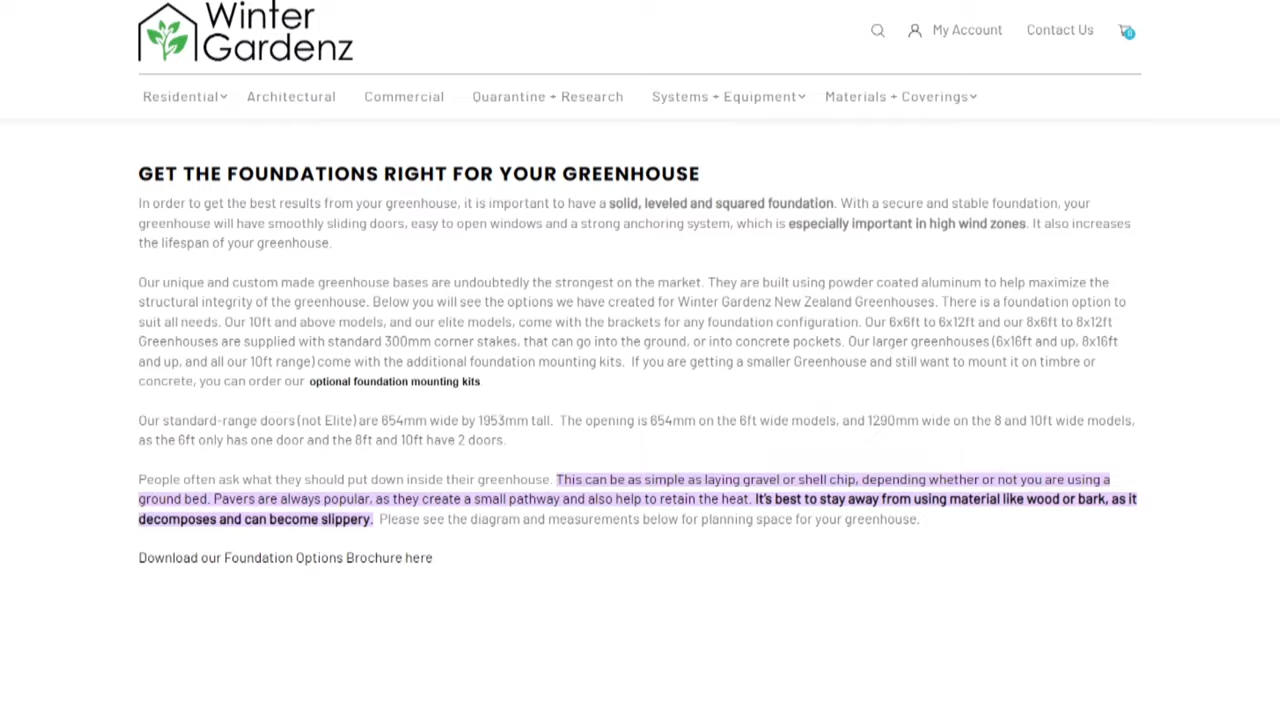 Winter
Gardenz
My Account
Contact Us
0
Residential
Architectural
Commercial
Quarantine + Research
Systems + Equipment
Materials + Coverings
GET THE FOUNDATIONS RIGHT FOR YOUR GREENHOUSE
In order to get the best results from your greenhouse, it is important to have a solid, leveled and squared foundation. With a secure and stable foundation, your
greenhouse will have smoothly sliding doors, easy to open windows and a strong anchoring system, which is especially important in high wind zones. It also increases
the lifespan of your greenhouse.
Our unique and custom made greenhouse bases are undoubtedly the strongest on the market. They are built using powder coated aluminum to help maximize the
structural integrity of the greenhouse. Below you will see the options we have created for Winter Gardenz New Zealand Greenhouses. There is a foundation option to
suit all needs. Our 10ft and above models, and our elite models, come with the brackets for any foundation configuration. Our 6x6ft to 6x12ft and our 8x6ft to 8x12ft
Greenhouses are supplied with standard 300mm corner stakes, that can go into the ground, or into concrete pockets. Our larger greenhouses (6x16ft and up, 8x16ft
and up, and all our 10ft range) come with the additional foundation mounting kits. If you are getting a smaller Greenhouse and still want to mount it on timbre or
concrete, you can order our optional foundation mounting kits
Our standard-range doors (not Elite) are 654mm wide by 1953mm tall. The opening is 654mm on the 6ft wide models, and 1290mm wide on the 8 and 10ft wide models,
as the 6ft only has one door and the 8ft and 10ft have 2 doors.
People often ask what they should put down inside their greenhouse. This can be as simple as laying gravel or shell chip, depending whether or not you are using a
ground bed. Pavers are always popular, as they create a small pathway and also help to retain the heat. It's best to stay away from using material like wood or bark, as it
decomposes and can become slippery. Please see the diagram and measurements below for planning space for your greenhouse.
Download our Foundation Options Brochure here